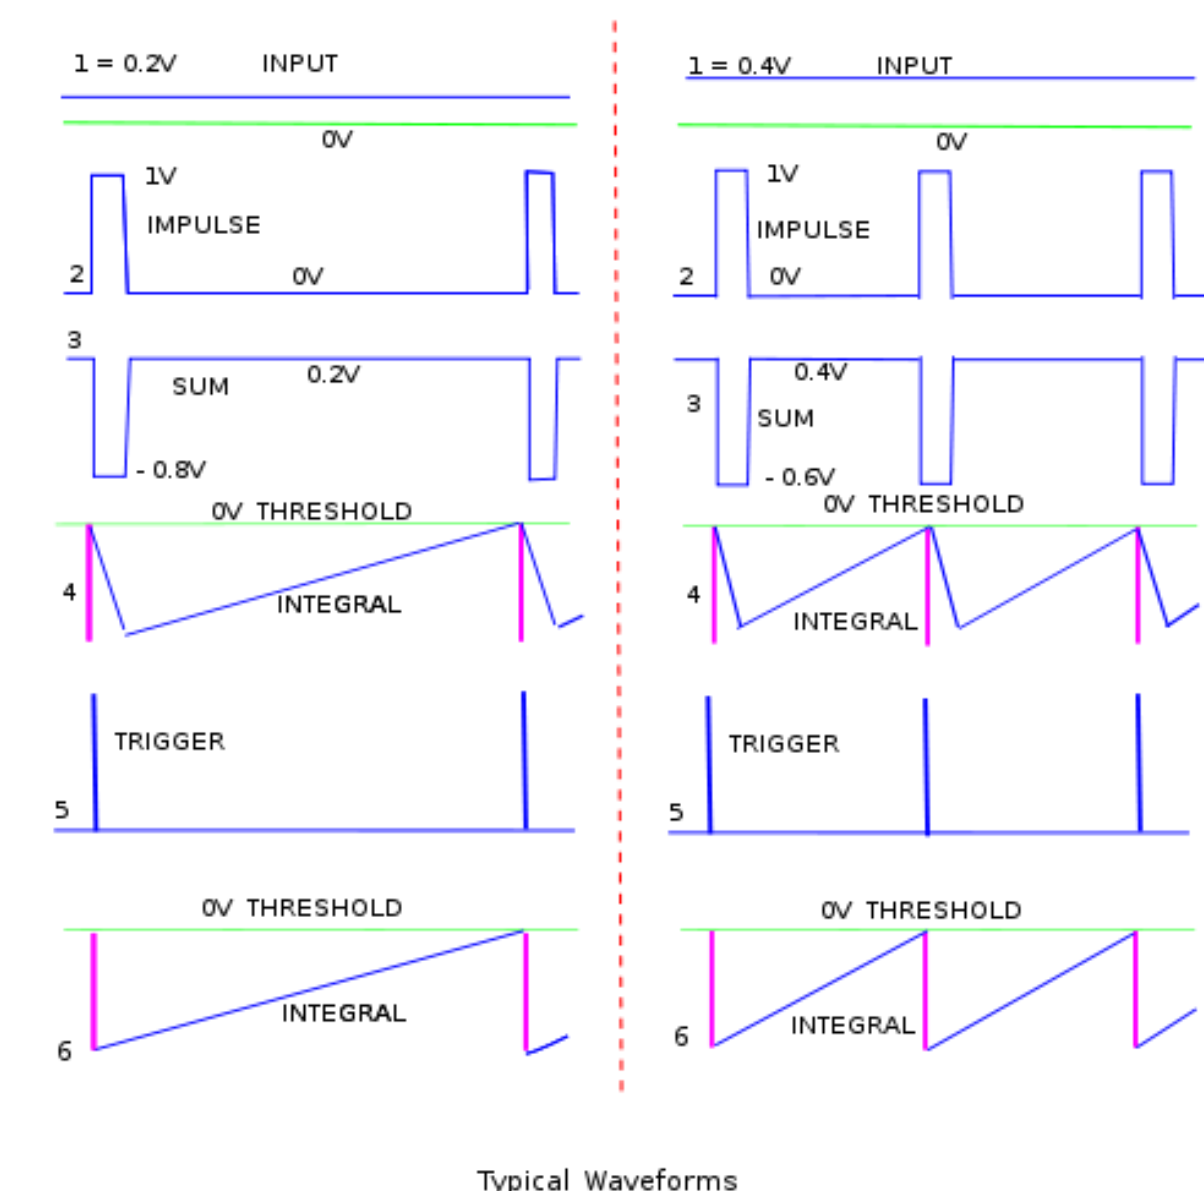 1 = 0.2V INPUT
0V
1V
IMPULSE
2 0V
3
0.2V
SUM
- 0.8V
0V THRESHOLD
4
INTEGRAL
TRIGGER
5
0V THRESHOLD
INTEGRAL
6
1 = 0.4V INPUT
0V
1V
IMPULSE
2 0V
0.4V
3
SUM
- 0.6V
0V THRESHOLD
4
INTEGRAL
TRIGGER
5
0V THRESHOLD
INTEGRAL
6
Typical Waveforms